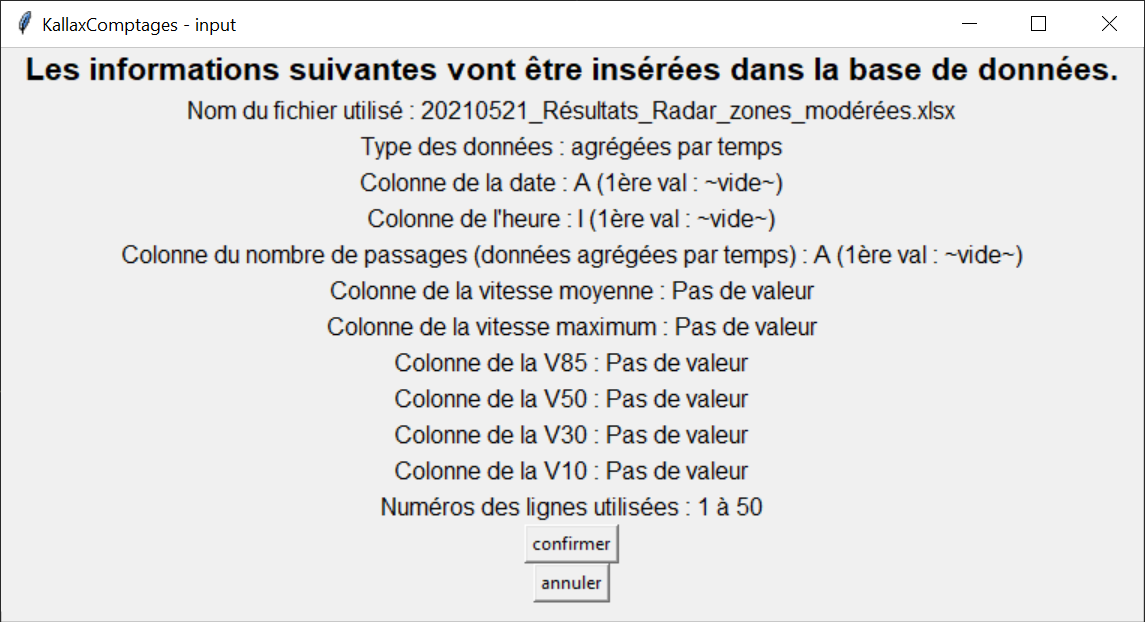 KallaxComptages - input
Les informations suivantes vont être insérées dans la base de données.
Nom du fichier utilisé : 20210521_Résultats_Radar_zones_modérées.xlsx
Type des données : agrégées par temps
Colonne de la date : A (1ère val : ~vide~)
Colonne de l'heure : I (1ère val : ~vide~)
Colonne du nombre de passages (données agrégées par temps) : A (1ère val : ~vide~)
Colonne de la vitesse moyenne : Pas de valeur
Colonne de la vitesse maximum : Pas de valeur
Colonne de la V85 : Pas de valeur
Colonne de la V50 : Pas de valeur
Colonne de la V30 : Pas de valeur
Colonne de la V10 : Pas de valeur
Numéros des lignes utilisées : 1 à 50
confirmer
annuler